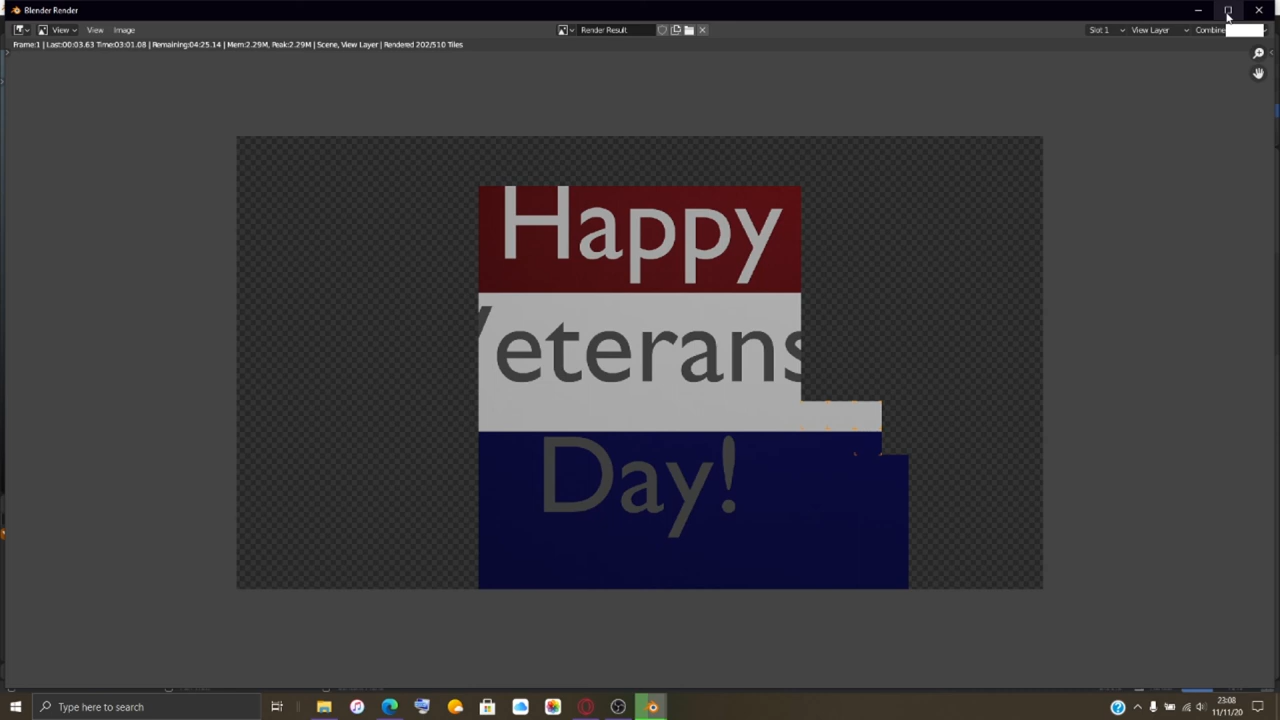 Blender Render
View View Image Render Result Slot 1 View Layer Combine
Frame:1 | Last:00:03.63 Time:03:01.08 | Remaining:04:25.14 | Mem:2.29M, Peak:2.29M | Scene, View Layer | Rendered 202/510 Tiles
Happy
Veterans
Day!
Type here to search
23:08
11/11/20